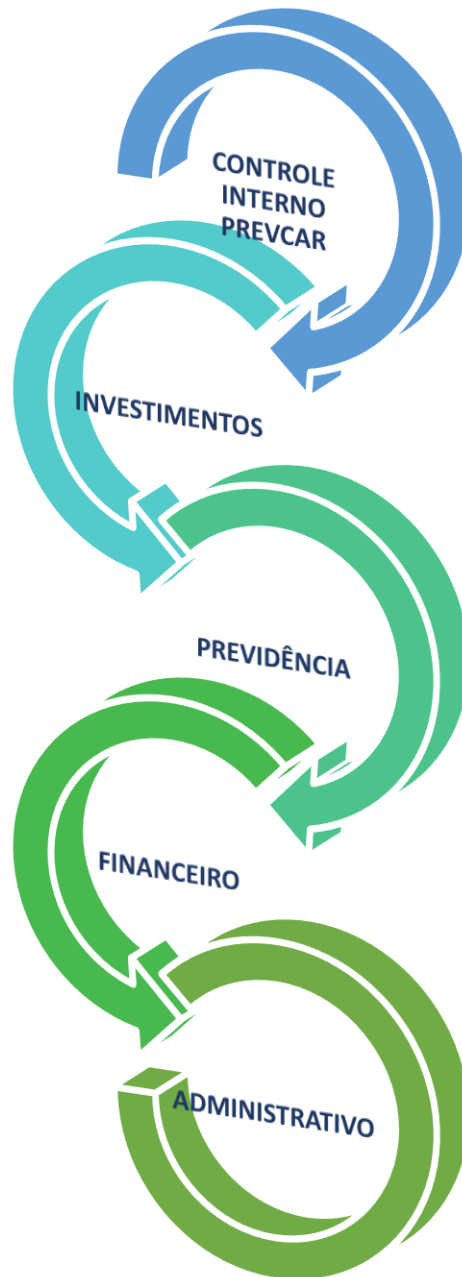 CONTROLE
INTERNO
PREVCAR
INVESTIMENTOS
PREVIDÊNCIA
FINANCEIRO
ADMINISTRATIVO